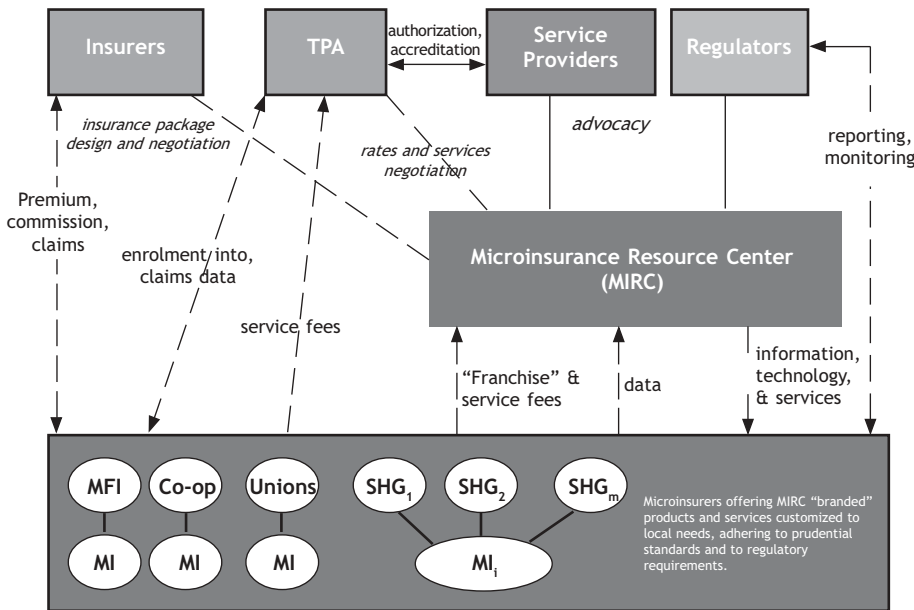 Insurers
TPA
authorization,
accreditation
Service
Providers
Regulators
insurance package
design and negotiation
rates and services
negotiation
advocacy
reporting,
monitoring
Premium,
commission,
claims
enrolment into,
claims data
service fees
Microinsurance Resource Center
(MIRC)
“Franchise” &
service fees
data
information,
technology,
& services
MFI
Co-op
Unions
SHG1
SHG2
SHGm
MI
MI
MI
MIi
Microinsurers offering MIRC “branded”
products and services customized to
local needs, adhering to prudential
standards and to regulatory
requirements.